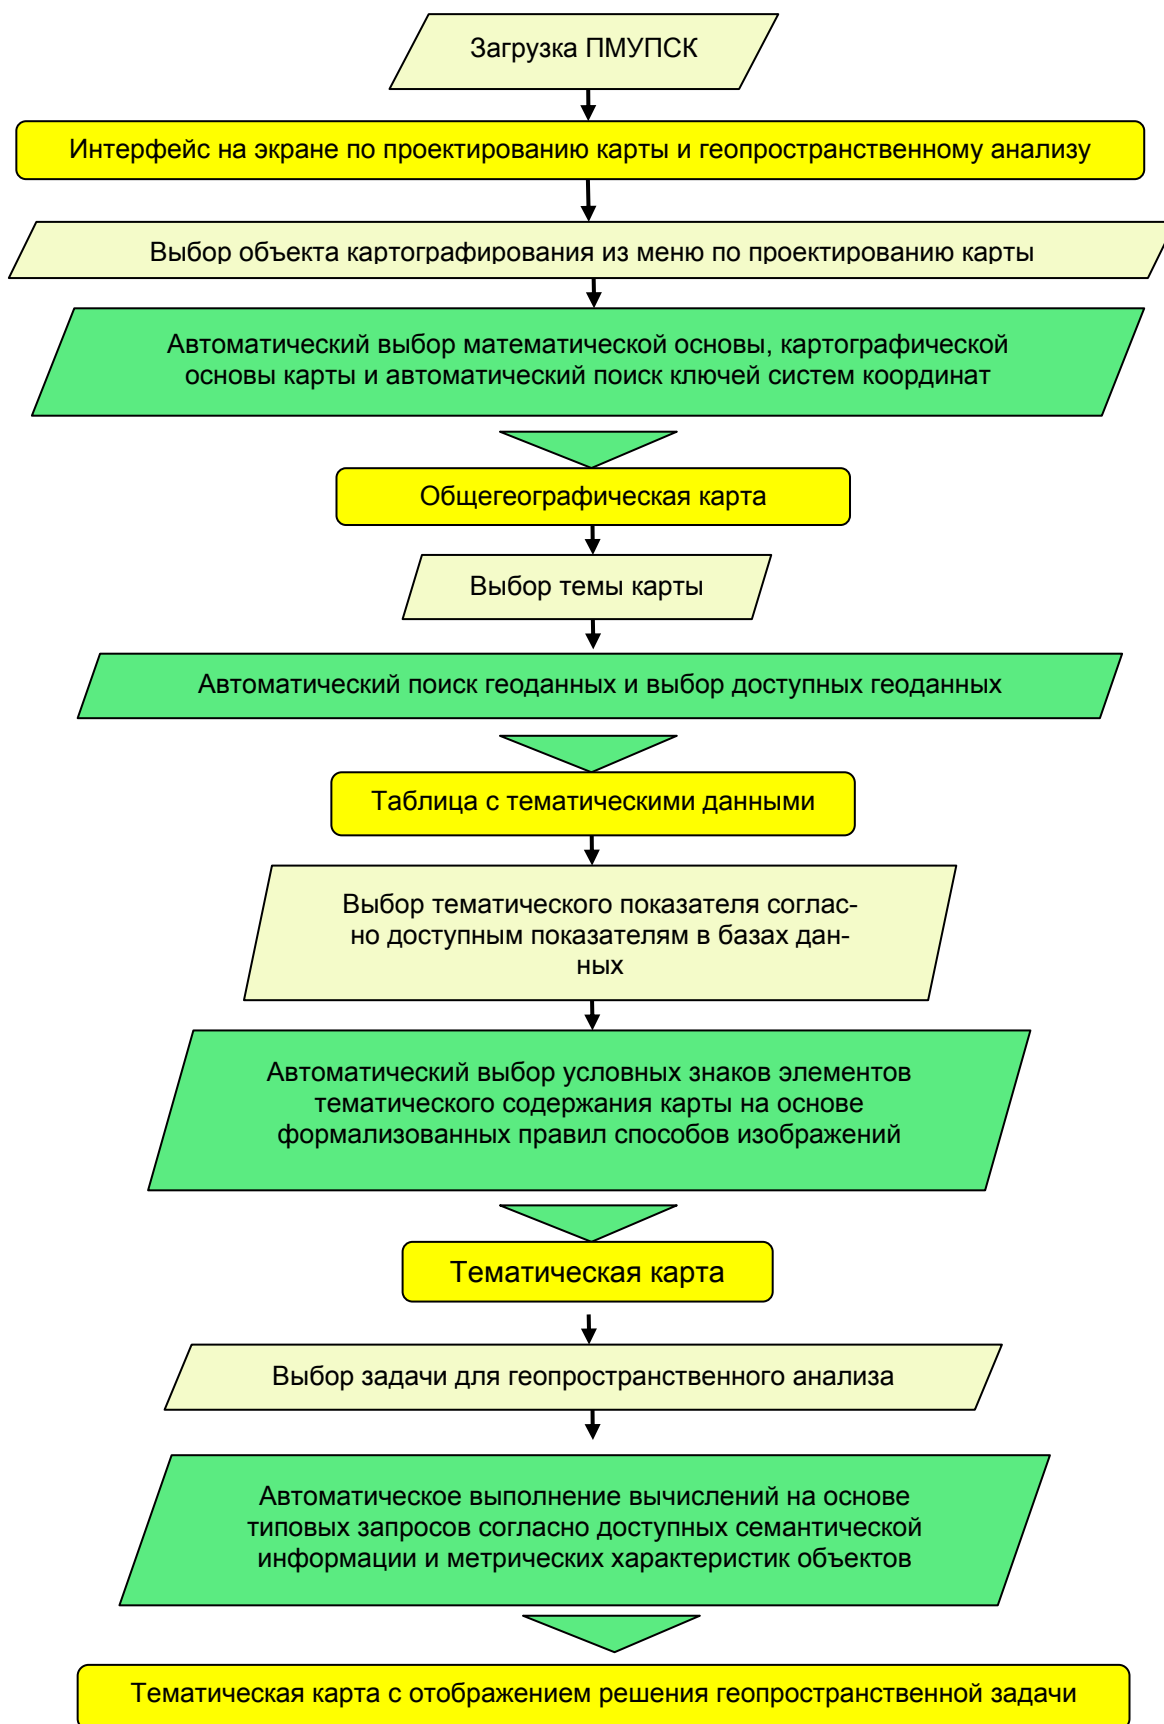 Загрузка ПМУПСК
Интерфейс на экране по проектированию карты и геопространственному анализу
Выбор объекта картографирования из меню по проектированию карты
Автоматический выбор математической основы, картографической
основы карты и автоматический поиск ключей систем координат
Общегеографическая карта
Выбор темы карты
Автоматический поиск геоданных и выбор доступных геоданных
Таблица с тематическими данными
Выбор тематического показателя соглас-
но доступным показателям в базах дан-
ных
Автоматический выбор условных знаков элементов
тематического содержания карты на основе
формализованных правил способов изображений
Тематическая карта
Выбор задачи для геопространственного анализа
Автоматическое выполнение вычислений на основе
типовых запросов согласно доступных семантической
информации и метрических характеристик объектов
Тематическая карта с отображением решения геопространственной задачи